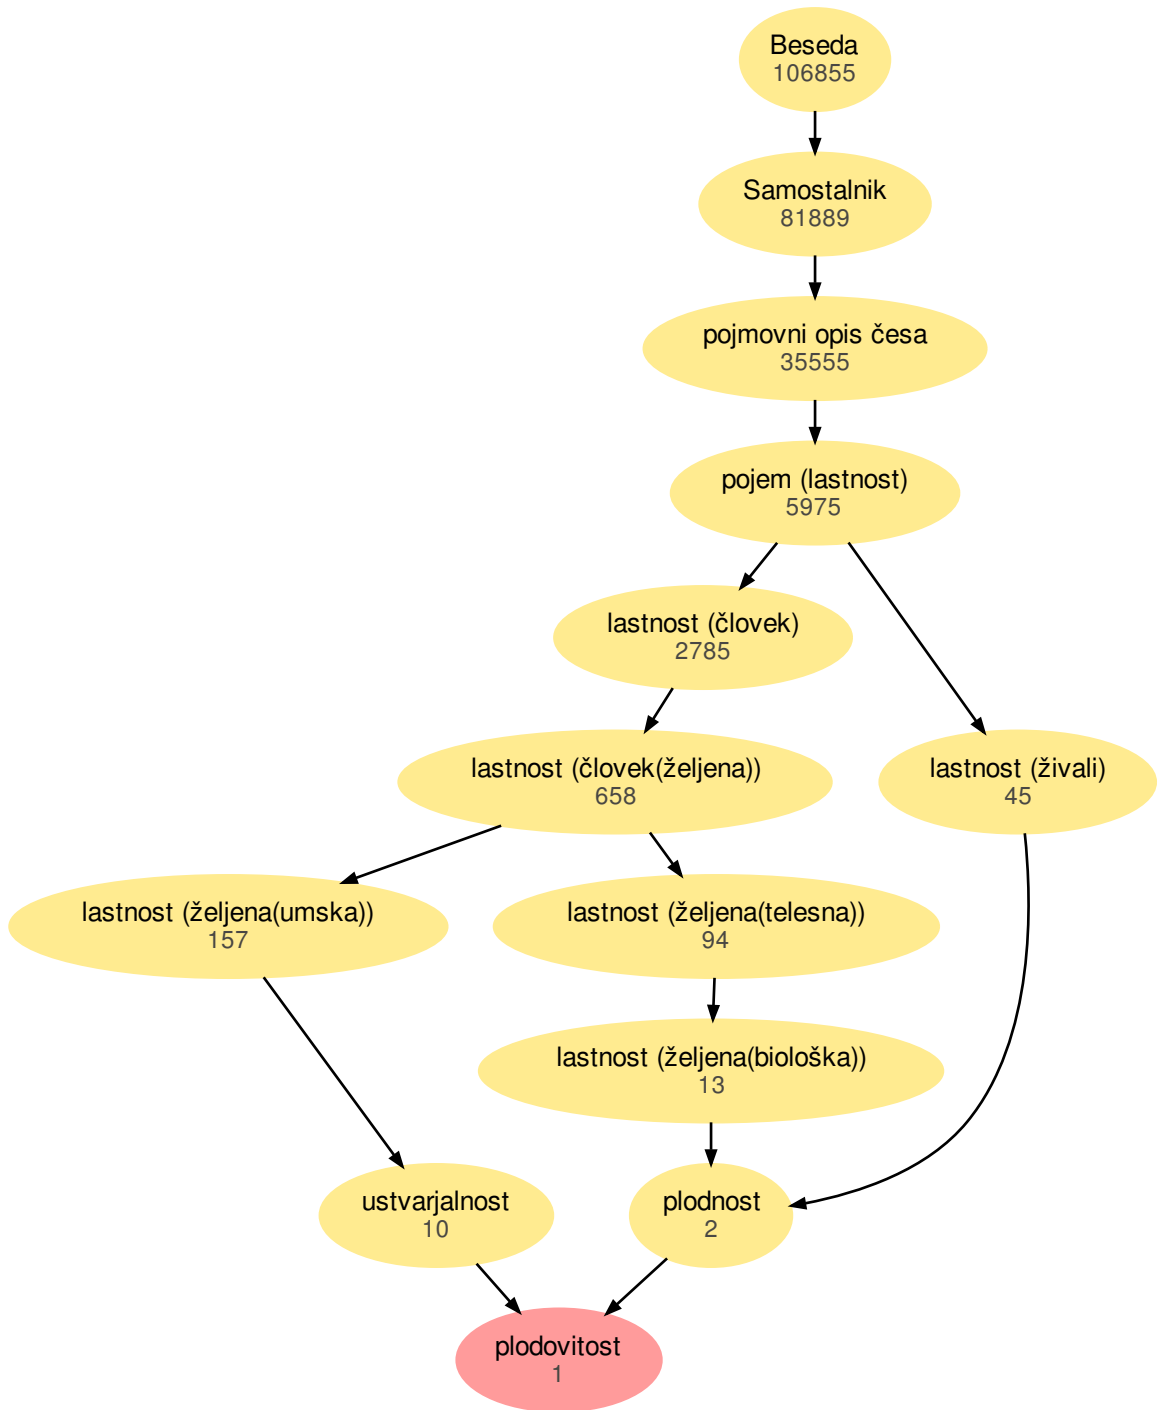 Beseda
106855
Samostalnik
81889
pojmovni opis česa
35555
pojem (lastnost)
5975
lastnost (človek)
2785
lastnost (človek(željena))
658
lastnost (živali)
45
lastnost (željena(umska))
157
lastnost (željena(telesna))
94
lastnost (željena(biološka))
13
ustvarjalnost
10
plodnost
2
plodovitost
1